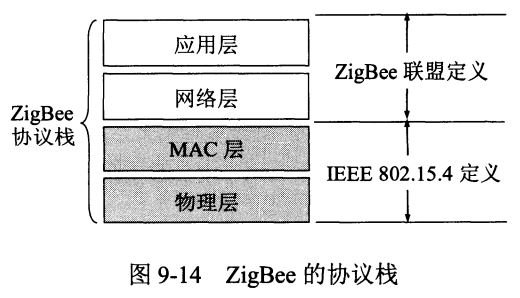 应用层
ZigBee 联盟定义
网络层
ZigBee
协议栈
MAC 层
IEEE 802.15.4 定义
物理层
图 9-14 ZigBee 的协议栈